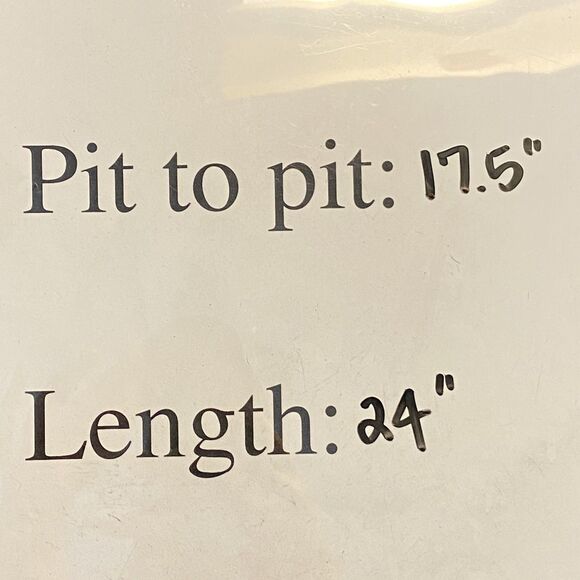 Pit to pit: 17.5"
Length: 24"